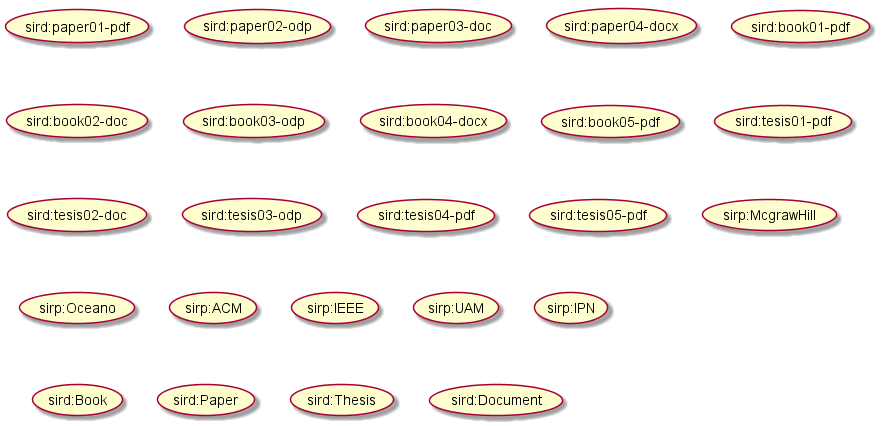 sird:paper01-pdf sird:paper02-odp sird:paper03-doc sird:paper04-docx sird:book01-pdf
sird:book02-doc sird:book03-odp sird:book04-docx sird:book05-pdf sird:tesis01-pdf
sird:tesis02-doc sird:tesis03-odp sird:tesis04-pdf sird:tesis05-pdf sirp:McgrawHill
sirp:Oceano sirp:ACM sirp:IEEE sirp:UAM sirp:IPN
sird:Book sird:Paper sird:Thesis sird:Document